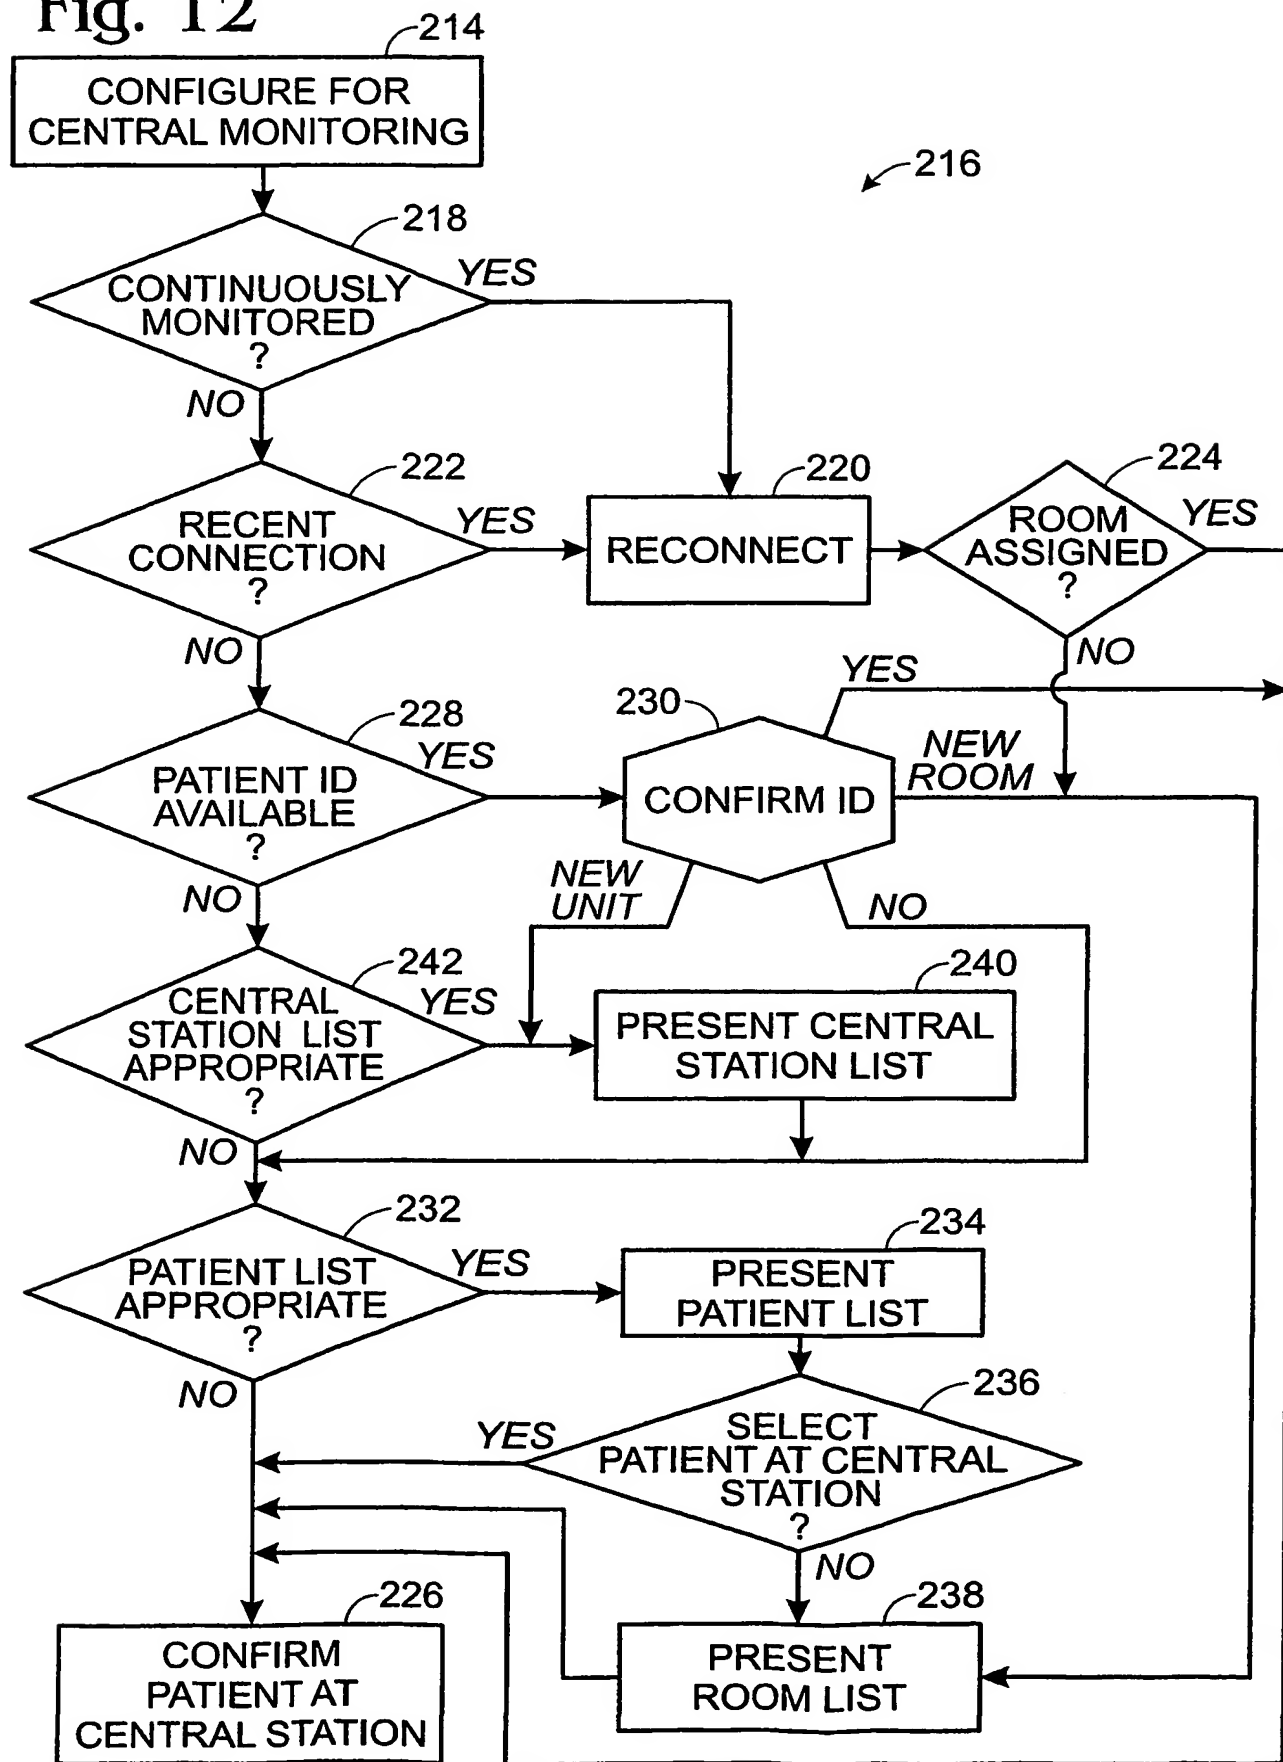 Fig. 12
214
CONFIGURE FOR
CENTRAL MONITORING
216
218
CONTINUOUSLY
MONITORED
?
YES
NO
222
RECENT
CONNECTION
?
YES
NO
220
RECONNECT
224
ROOM
ASSIGNED
?
YES
NO
228
PATIENT ID
AVAILABLE
?
YES
NO
230
CONFIRM ID
YES
NEW
ROOM
NEW
UNIT
NO
242
CENTRAL
STATION LIST
APPROPRIATE
?
YES
NO
240
PRESENT CENTRAL
STATION LIST
232
PATIENT LIST
APPROPRIATE
?
YES
NO
234
PRESENT
PATIENT LIST
236
SELECT
PATIENT AT CENTRAL
STATION
?
YES
NO
226
CONFIRM
PATIENT AT
CENTRAL STATION
238
PRESENT
ROOM LIST